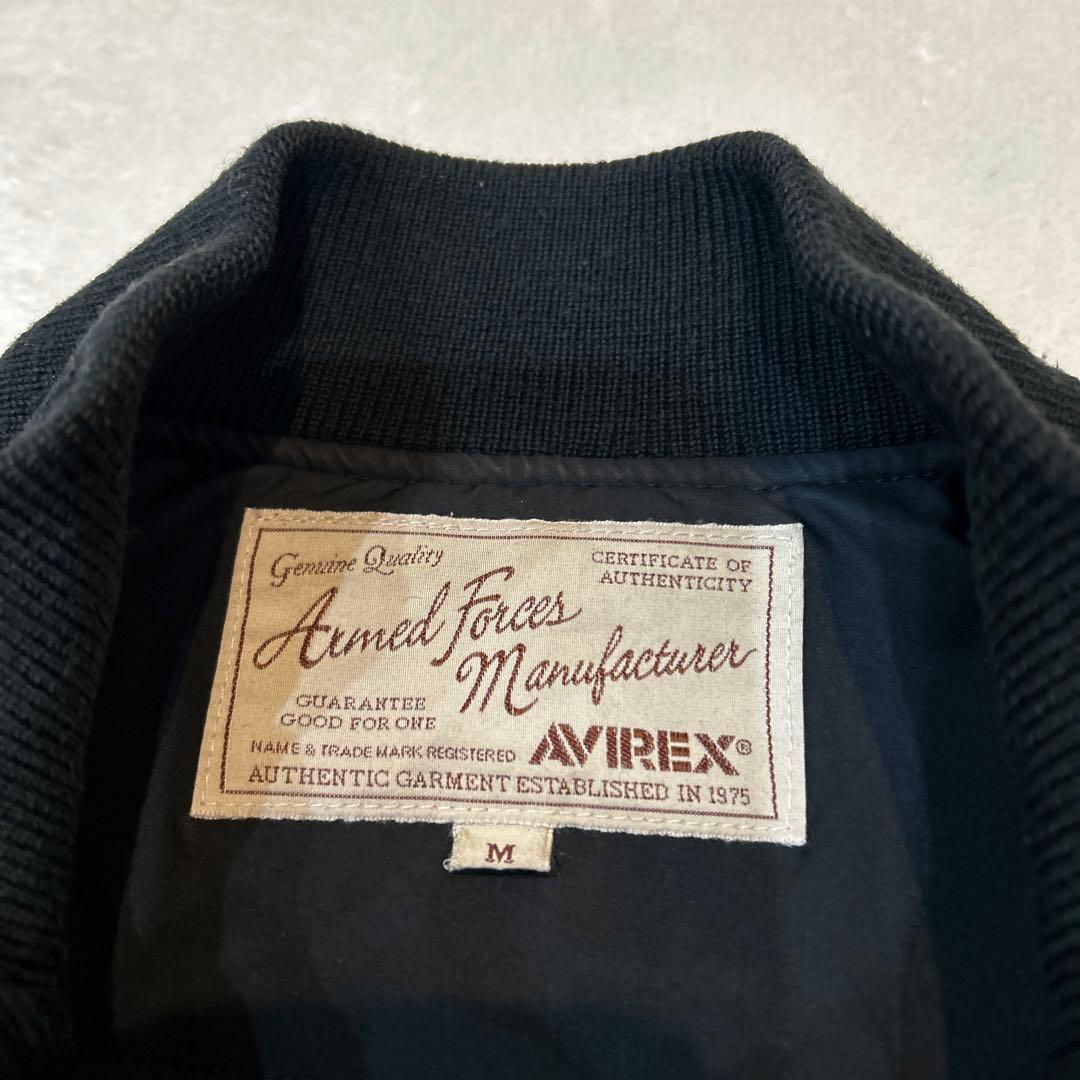 Genuine Quality
CERTIFICATE OF
AUTHENTICITY
Armed Forces
Manufacturer
GUARANTEE
GOOD FOR ONE
NAME & TRADE MARK REGISTERED
AVIREX®
AUTHENTIC GARMENT ESTABLISHED IN 1975
M